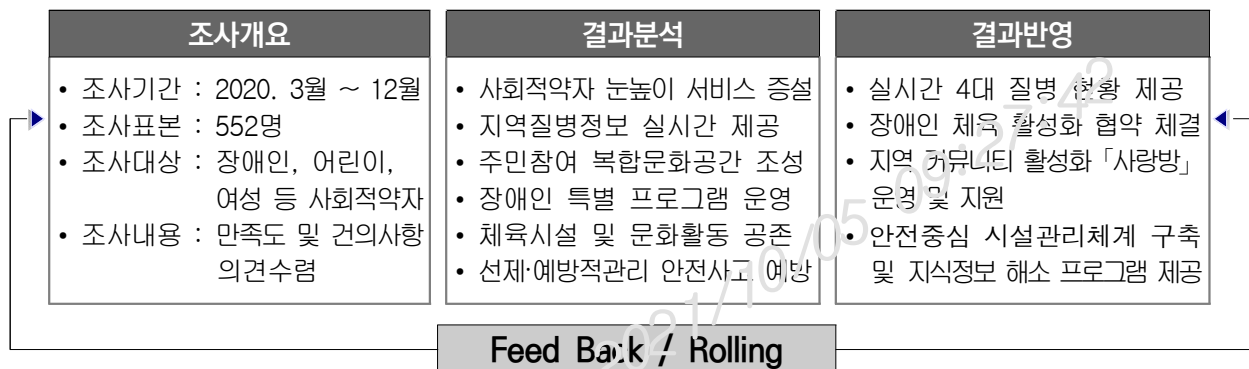 조사개요
• 조사기간 : 2020. 3월 ~ 12월
• 조사표본 : 552명
• 조사대상 : 장애인, 어린이,
여성 등 사회적약자
• 조사내용 : 만족도 및 건의사항
의견수렴
결과분석
• 사회적약자 눈높이 서비스 증설
• 지역질병정보 실시간 제공
• 주민참여 복합문화공간 조성
• 장애인 특별 프로그램 운영
• 체육시설 및 문화활동 공존
• 선제·예방적관리 안전사고 예방
결과반영
• 실시간 4대 질병 현황 제공
• 장애인 체육 활성화 협약 체결
• 지역 커뮤니티 활성화「사랑방」
운영 및 지원
• 안전중심 시설관리체계 구축
및 지식정보 해소 프로그램 제공
Feed Back / Rolling
2021/10/05 09:27:42